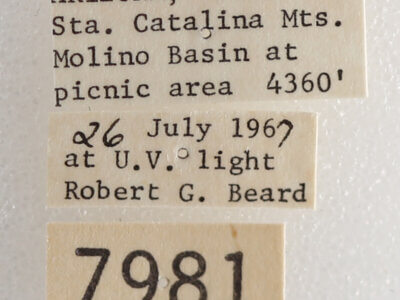 Sta. Catalina Mts.
Molino Basin at
picnic area 4360'
26 July 1967
at U.V. light
Robert G. Beard
7981